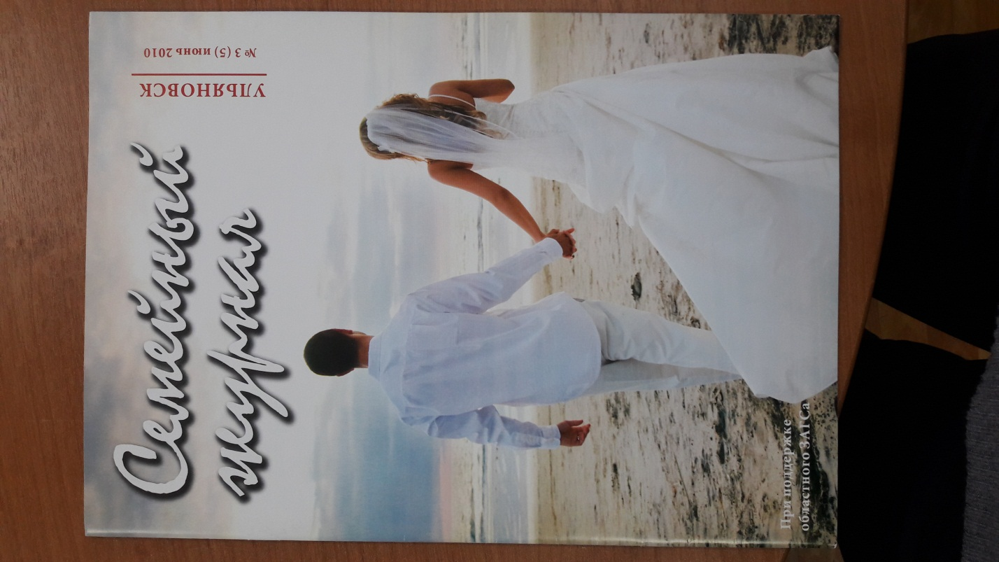 Семейный
журнал
УЛЬЯНОВСК
№ 3 (5) июнь 2010
При поддержке
областного ЗАГСа